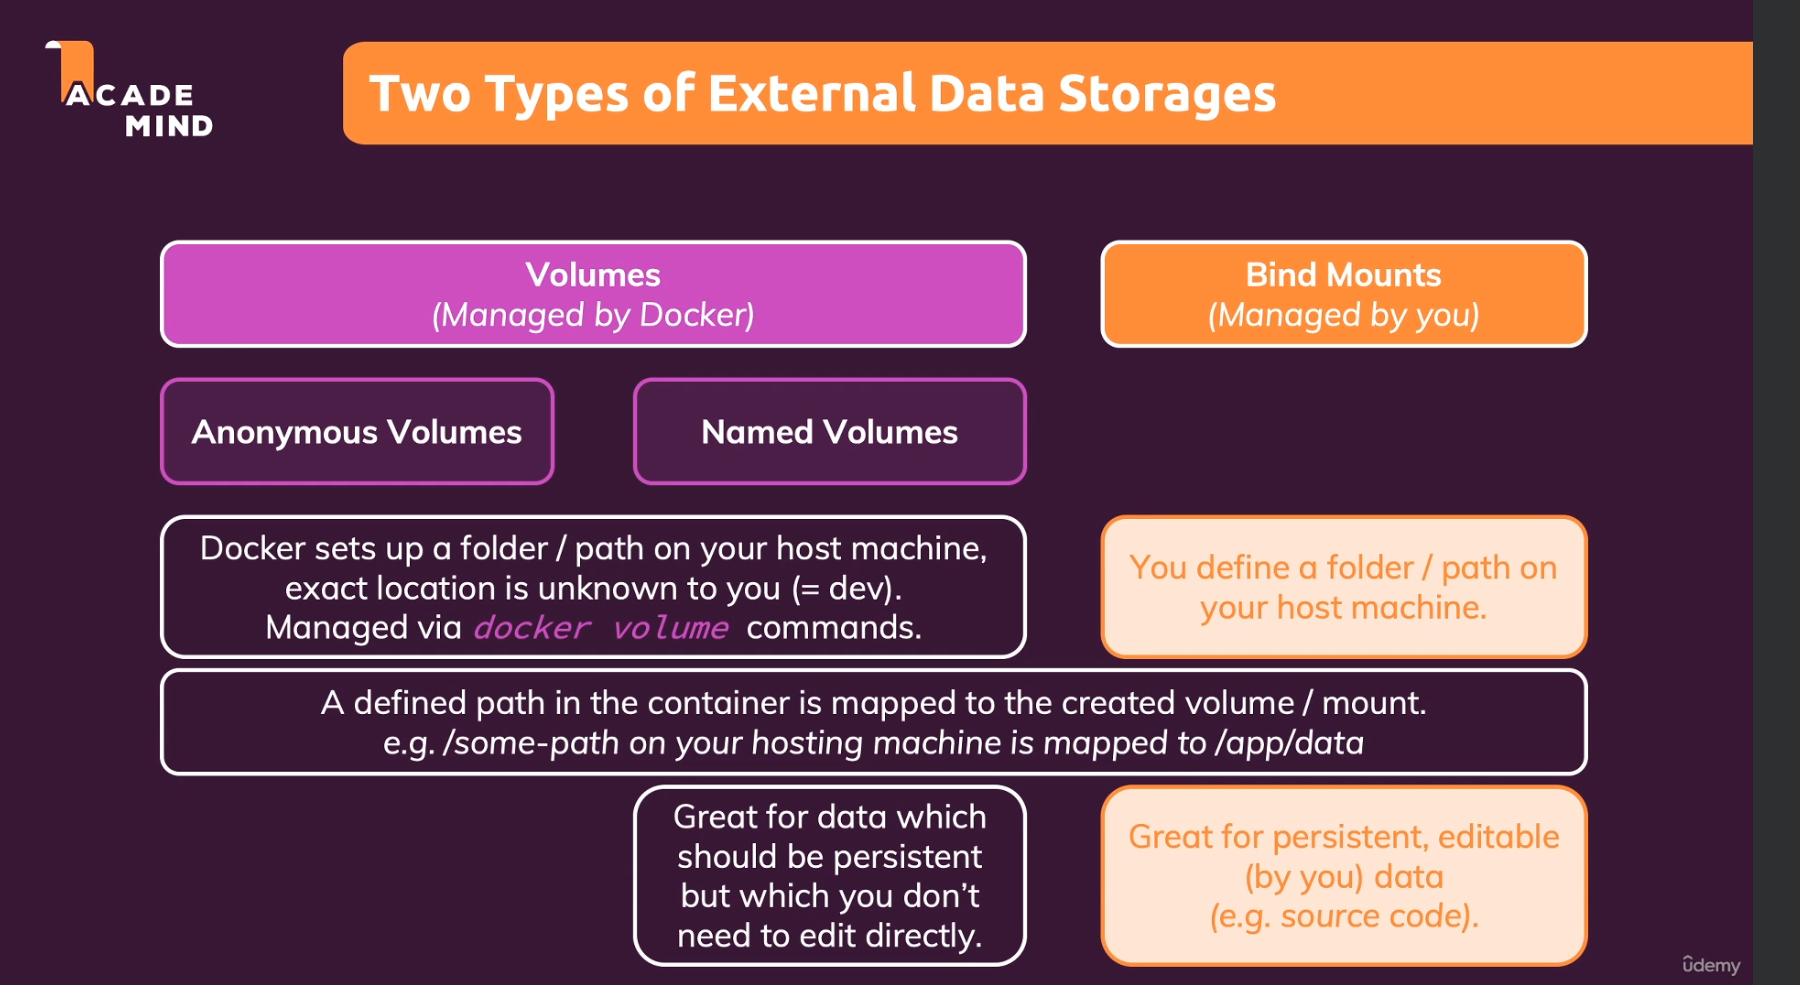 ACADE
MIND
Two Types of External Data Storages
Volumes
(Managed by Docker)
Bind Mounts
(Managed by you)
Anonymous Volumes
Named Volumes
Docker sets up a folder / path on your host machine,
exact location is unknown to you (= dev).
Managed via docker volume commands.
You define a folder / path on
your host machine.
A defined path in the container is mapped to the created volume / mount.
e.g. /some-path on your hosting machine is mapped to /app/data
Great for data which
should be persistent
but which you don't
need to edit directly.
Great for persistent, editable
(by you) data
(e.g. source code).
ûdemy